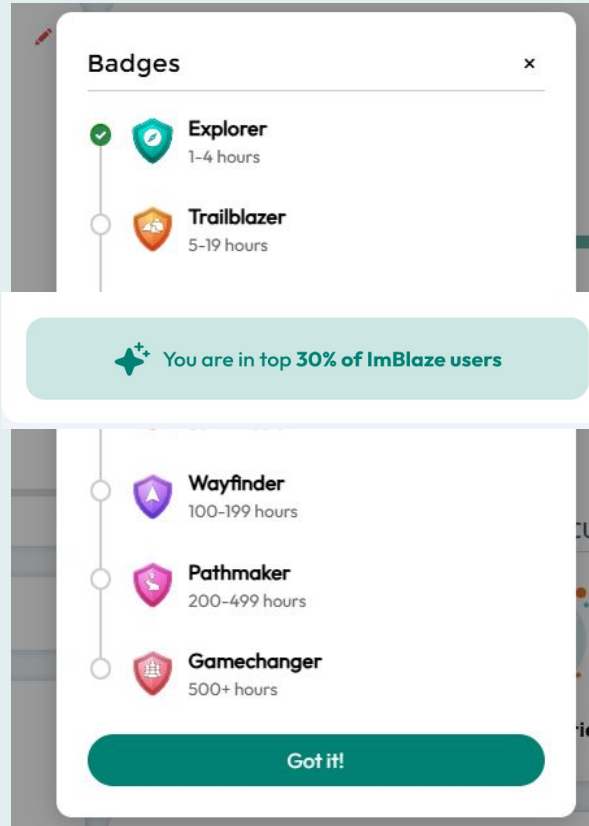 Badges
Explorer
1-4 hours
Trailblazer
5-19 hours
You are in top 30% of ImBlaze users
Wayfinder
100-199 hours
Pathmaker
200-499 hours
Gamechanger
500+ hours
Got it!